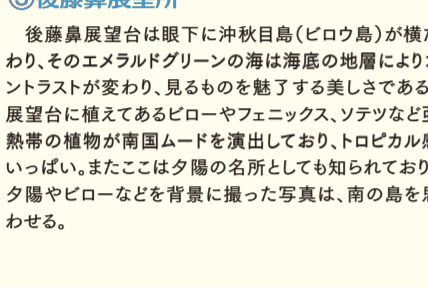 後藤鼻展望所
後藤鼻展望台は眼下に沖秋目島(ビロウ島)が横た
わり、そのエメラルドグリーンの海は海底の地層により
ントラストが変わり、見るものを魅了する美しさである
展望台に植えてあるビローやフェニックス、ソテツなど
熱帯の植物が南国ムードを演出しており、トロピカル
いっぱい。またここは夕陽の名所としても知られており
夕陽やビローなどを背景に撮った写真は、南の島を
わせる。